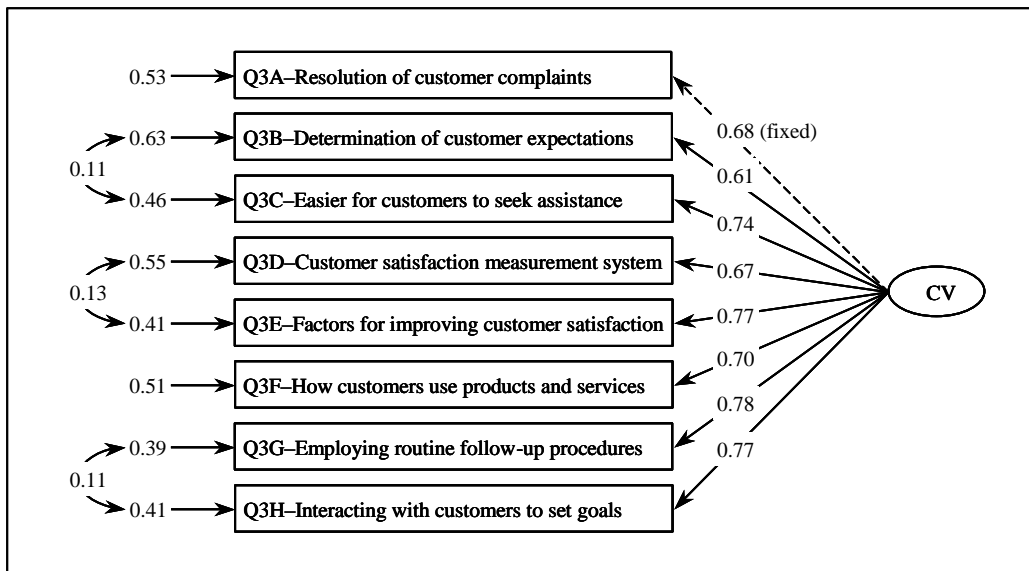 0.53
Q3A–Resolution of customer complaints
0.68 (fixed)
0.63
Q3B–Determination of customer expectations
0.61
0.11
0.46
Q3C–Easier for customers to seek assistance
0.74
0.55
Q3D–Customer satisfaction measurement system
0.67
0.13
CV
0.41
Q3E–Factors for improving customer satisfaction
0.77
0.51
Q3F–How customers use products and services
0.70
0.39
Q3G–Employing routine follow-up procedures
0.78
0.11
0.77
0.41
Q3H–Interacting with customers to set goals